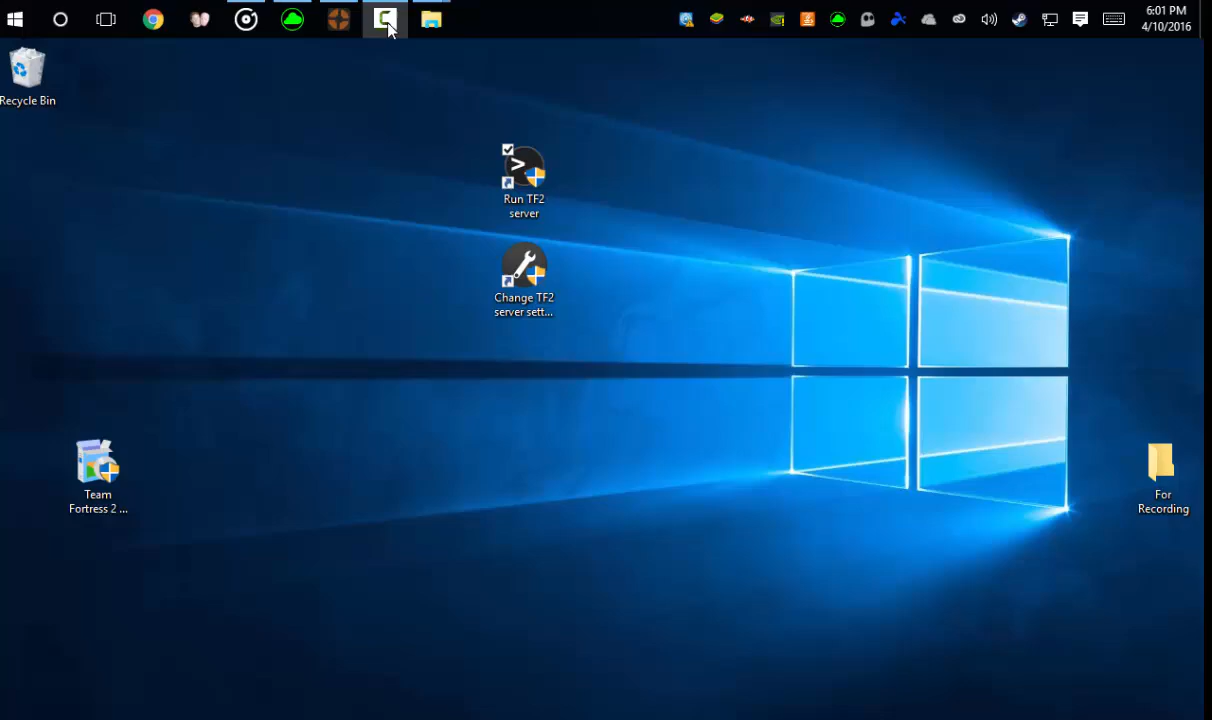 6:01 PM
4/10/2016
Recycle Bin
Run TF2
server
Change TF2
server sett...
Team
Fortress 2 ...
For
Recording